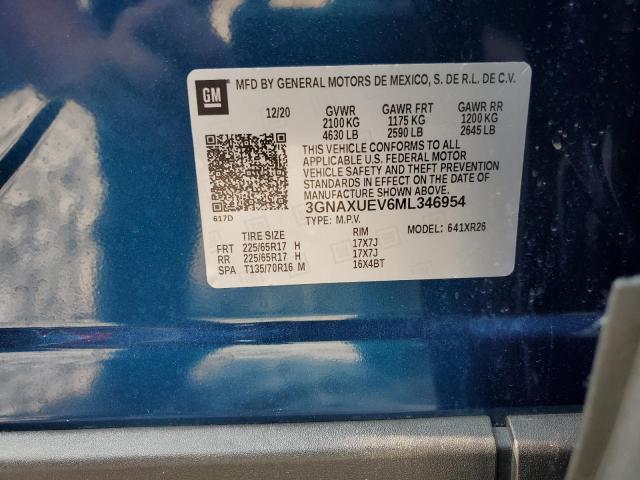 GM
MFD BY GENERAL MOTORS DE MEXICO, S. DE R.L. DE C.V.
12/20 GVWR GAWR FRT GAWR RR
2100 KG 1175 KG 1200 KG
4630 LB 2590 LB 2645 LB
THIS VEHICLE CONFORMS TO ALL
APPLICABLE U.S. FEDERAL MOTOR
VEHICLE SAFETY AND THEFT PREVENTION
STANDARDS IN EFFECT ON THE DATE OF
MANUFACTURE SHOWN ABOVE.
3GNAXUEV6ML346954
617D
TYPE: M.P.V.
MODEL: 641XR26
TIRE SIZE RIM
FRT 225/65R17 H 17X7J
RR 225/65R17 H 17X7J
SPA T135/70R16 M 16X4BT